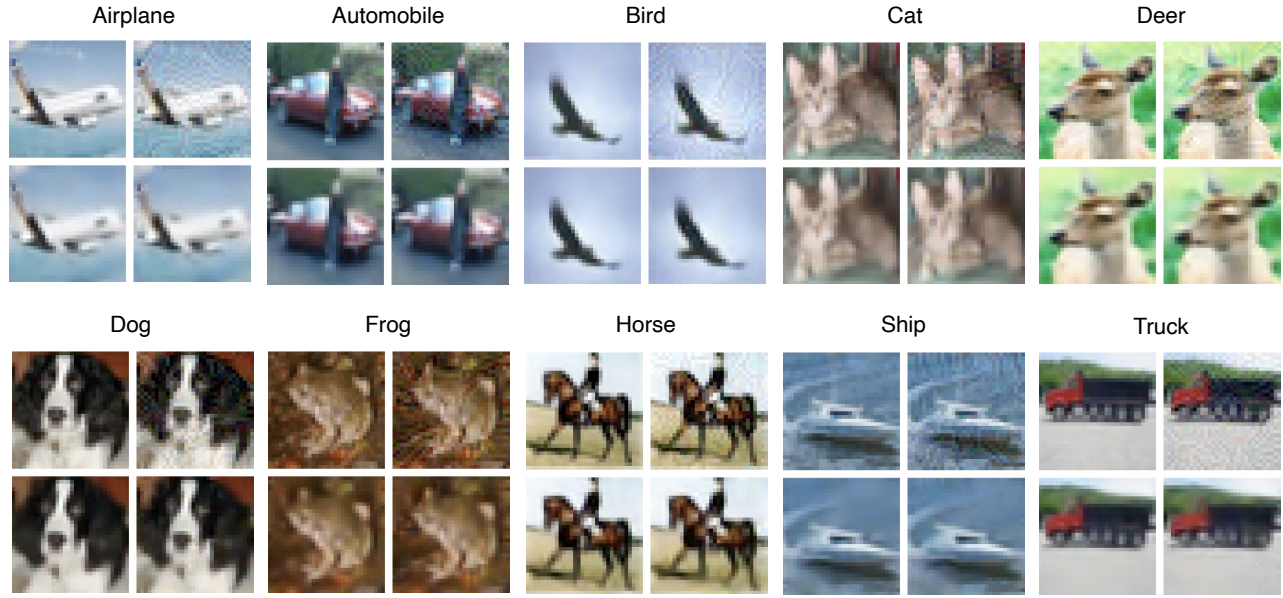 Airplane
Automobile
Bird
Cat
Deer
Dog
Frog
Horse
Ship
Truck